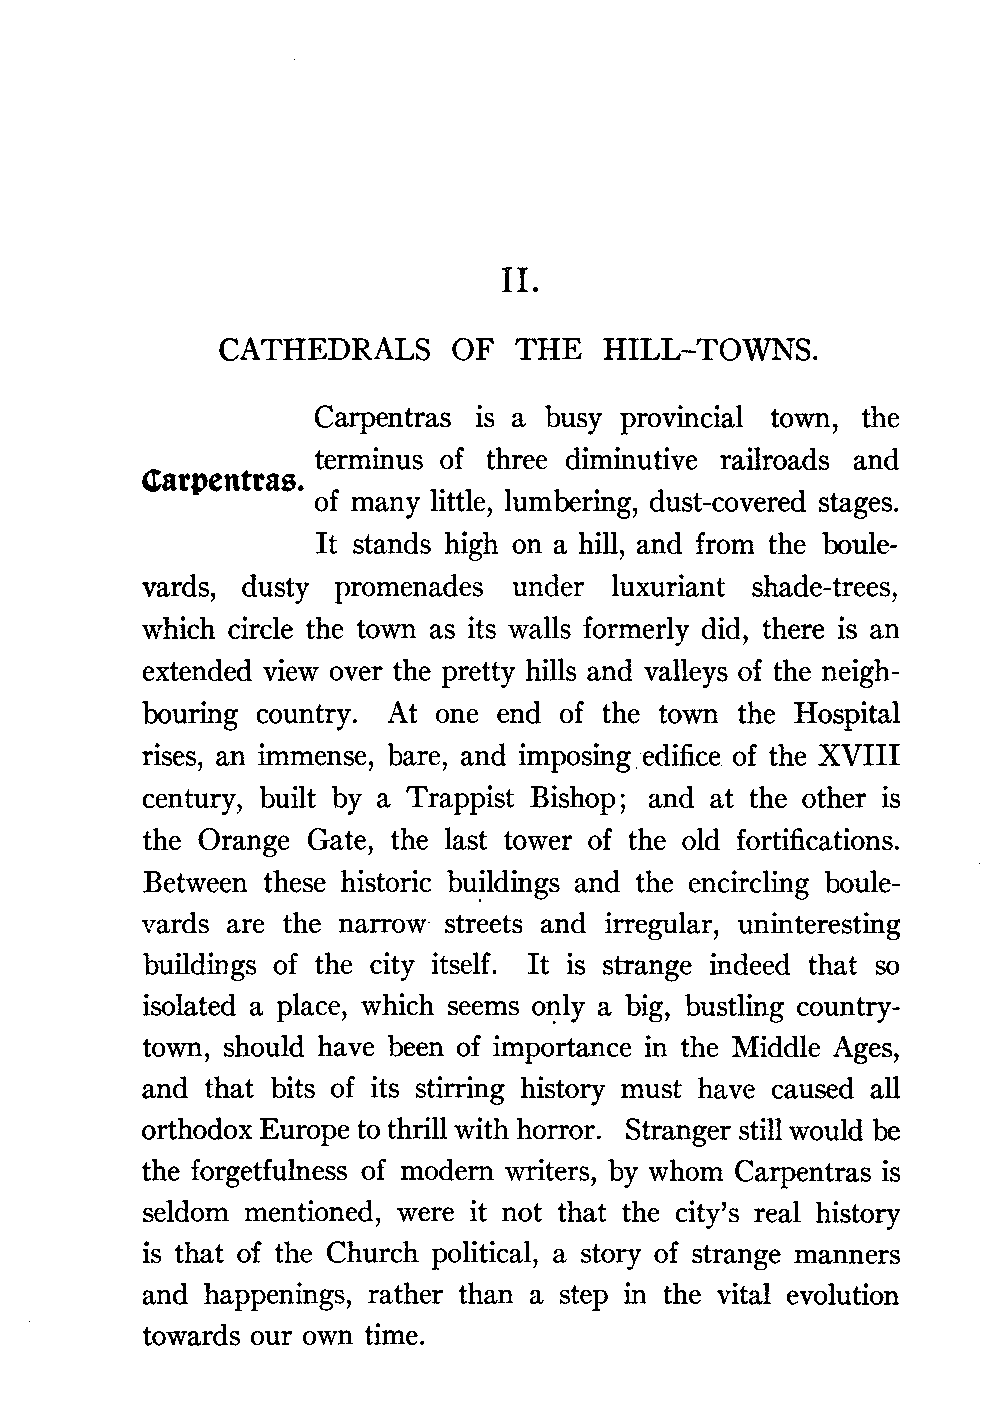 II.
CATHEDRALS OF THE HILL-TOWNS.
Carpentras.
Carpentras is a busy provincial town, the
terminus of three diminutive railroads and
of many little, lumbering, dust-covered stages.
It stands high on a hill, and from the boule-
vards, dusty promenades under luxuriant shade-trees,
which circle the town as its walls formerly did, there is an
extended view over the pretty hills and valleys of the neigh-
bouring country. At one end of the town the Hospital
rises, an immense, bare, and imposing edifice of the XVIII
century, built by a Trappist Bishop; and at the other is
the Orange Gate, the last tower of the old fortifications.
Between these historic buildings and the encircling boule-
vards are the narrow streets and irregular, uninteresting
buildings of the city itself. It is strange indeed that so
isolated a place, which seems only a big, bustling country-
town, should have been of importance in the Middle Ages,
and that bits of its stirring history must have caused all
orthodox Europe to thrill with horror. Stranger still would be
the forgetfulness of modern writers, by whom Carpentras is
seldom mentioned, were it not that the city's real history
is that of the Church political, a story of strange manners
and happenings, rather than a step in the vital evolution
towards our own time.